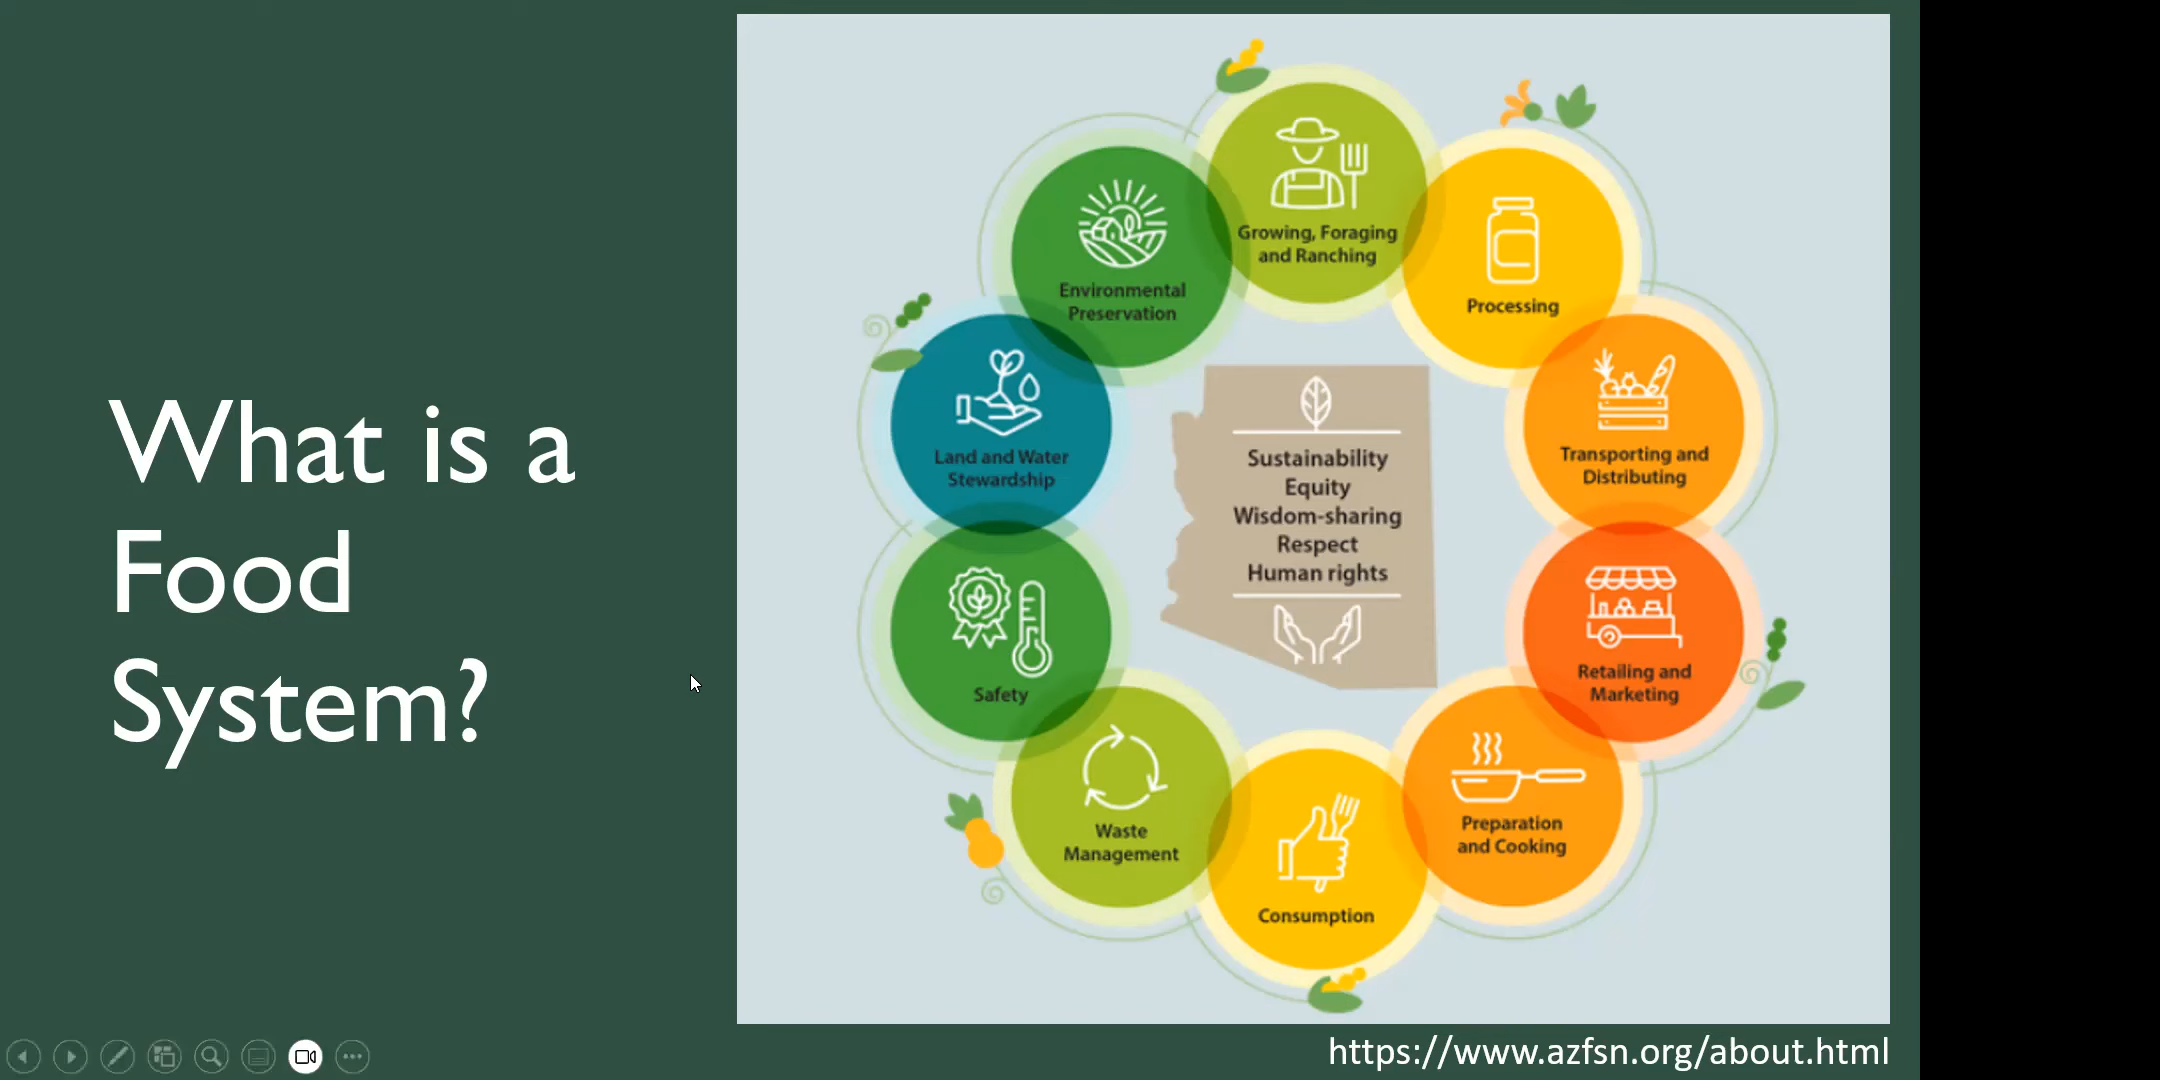 What is a
Food
System?
Growing, Foraging
and Ranching
Processing
Transporting and
Distributing
Retailing and
Marketing
Preparation
and Cooking
Consumption
Waste
Management
Safety
Land and Water
Stewardship
Environmental
Preservation
Sustainability
Equity
Wisdom-sharing
Respect
Human rights
https://www.azfsn.org/about.html